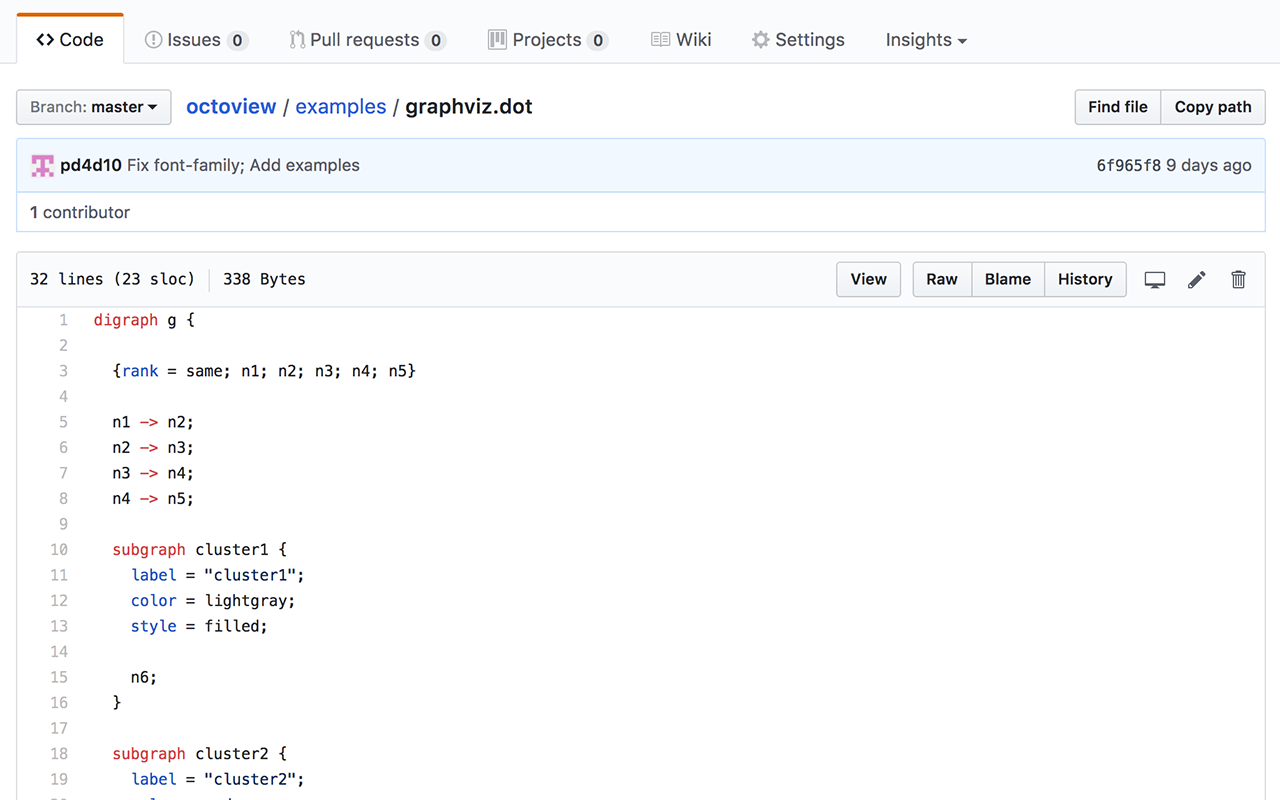 Code Issues 0 Pull requests 0 Projects 0 Wiki Settings Insights
Branch: master octoview / examples / graphviz.dot Find file Copy path
pd4d10 Fix font-family; Add examples 6f965f8 9 days ago
1 contributor
32 lines (23 sloc) 338 Bytes View Raw Blame History
1 digraph g {
2
3 {rank = same; n1; n2; n3; n4; n5}
4
5 n1 -> n2;
6 n2 -> n3;
7 n3 -> n4;
8 n4 -> n5;
9
10 subgraph cluster1 {
11 label = "cluster1";
12 color = lightgray;
13 style = filled;
14
15 n6;
16 }
17
18 subgraph cluster2 {
19 label = "cluster2";